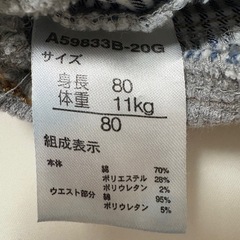 A59833B-20G
サイズ
身長 80
体重 11kg
80
組成表示
本体 綿 70%
ポリエステル 28%
ポリウレタン 2%
ウエスト部分 綿 95%
ポリウレタン 5%